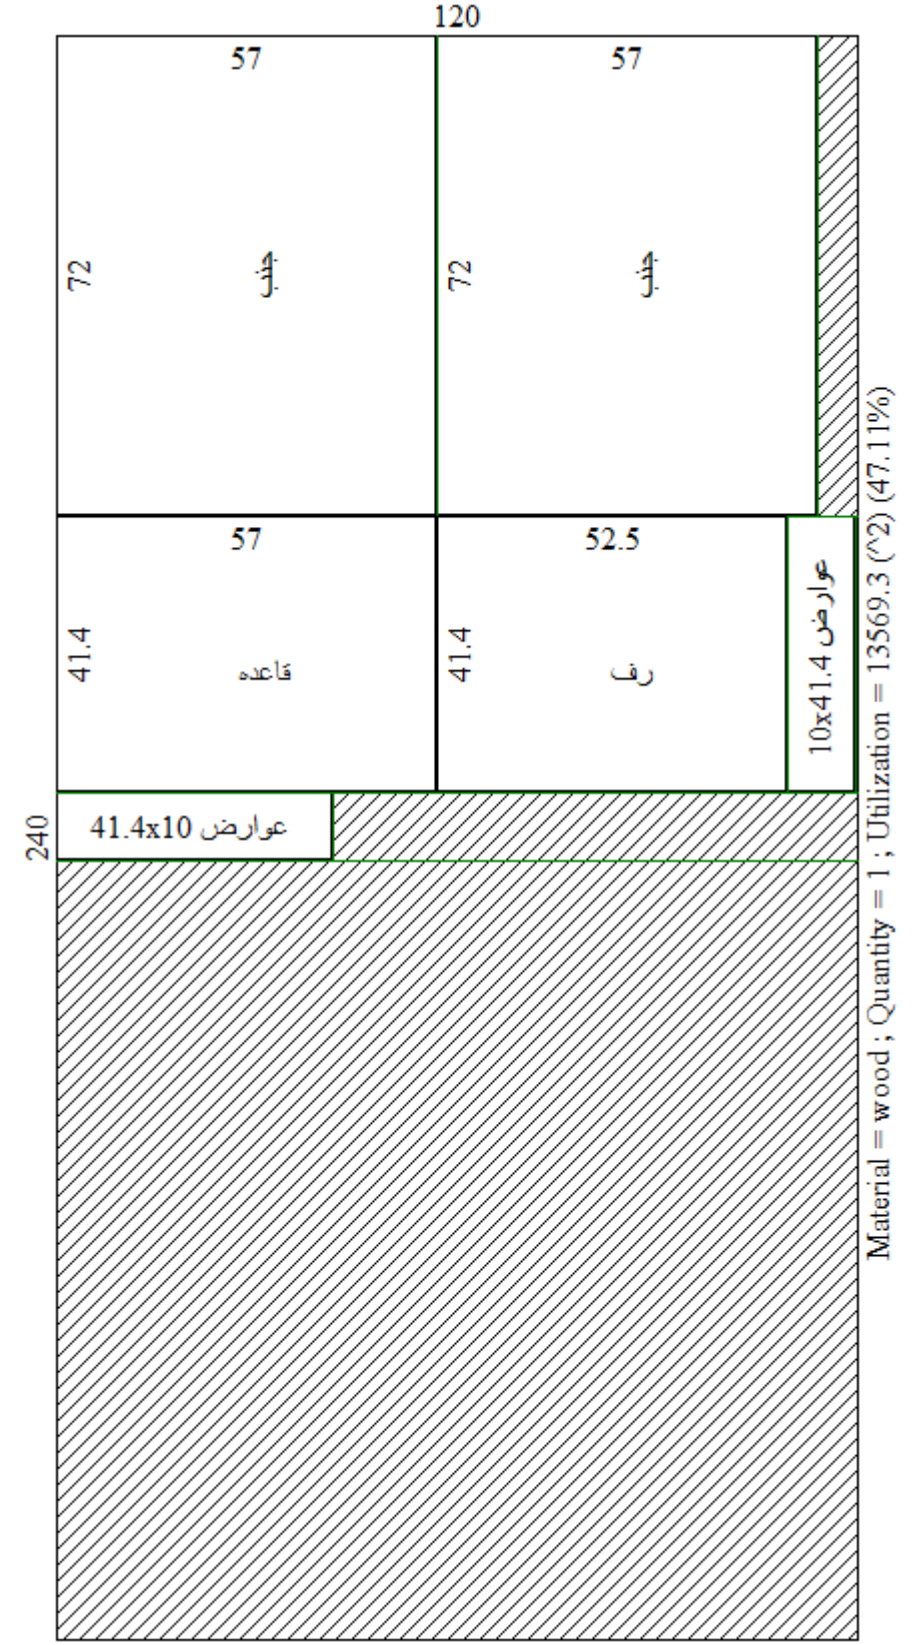 120
57
57
72
72
57
52.5
41.4
قاعده
41.4
رف
عوارض 10x41.4
عوارض 41.4x10
240
Material = wood ; Quantity = 1 ; Utilization = 13569.3 (^2) (47.11%)